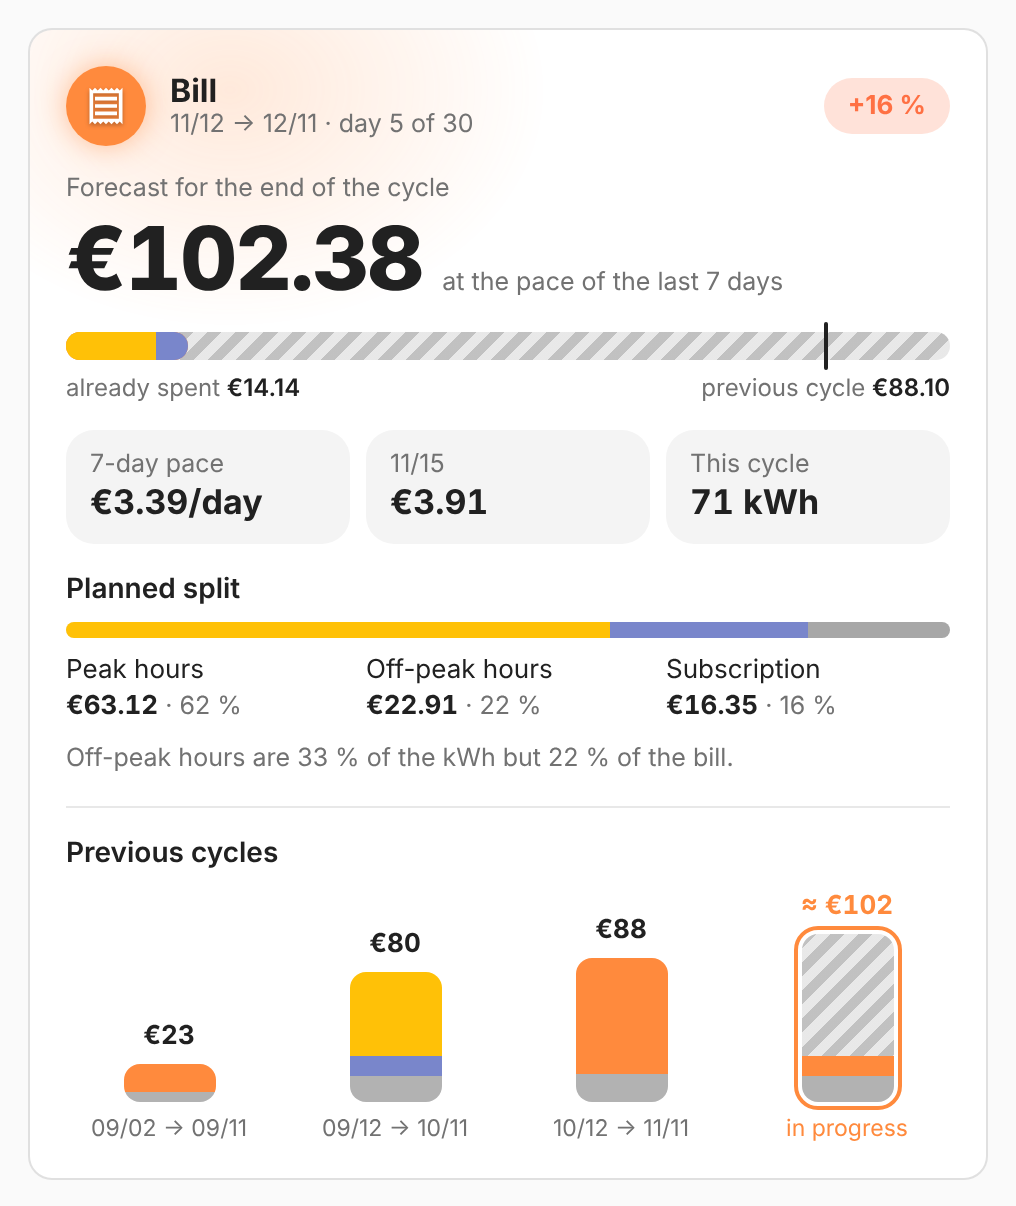 Bill
11/12 → 12/11 · day 5 of 30
+16 %
Forecast for the end of the cycle
€102.38 at the pace of the last 7 days
already spent €14.14
previous cycle €88.10
7-day pace
€3.39/day
11/15
€3.91
This cycle
71 kWh
Planned split
Peak hours
€63.12 · 62 %
Off-peak hours
€22.91 · 22 %
Subscription
€16.35 · 16 %
Off-peak hours are 33 % of the kWh but 22 % of the bill.
Previous cycles
€23
09/02 → 09/11
€80
09/12 → 10/11
€88
10/12 → 11/11
≈ €102
in progress